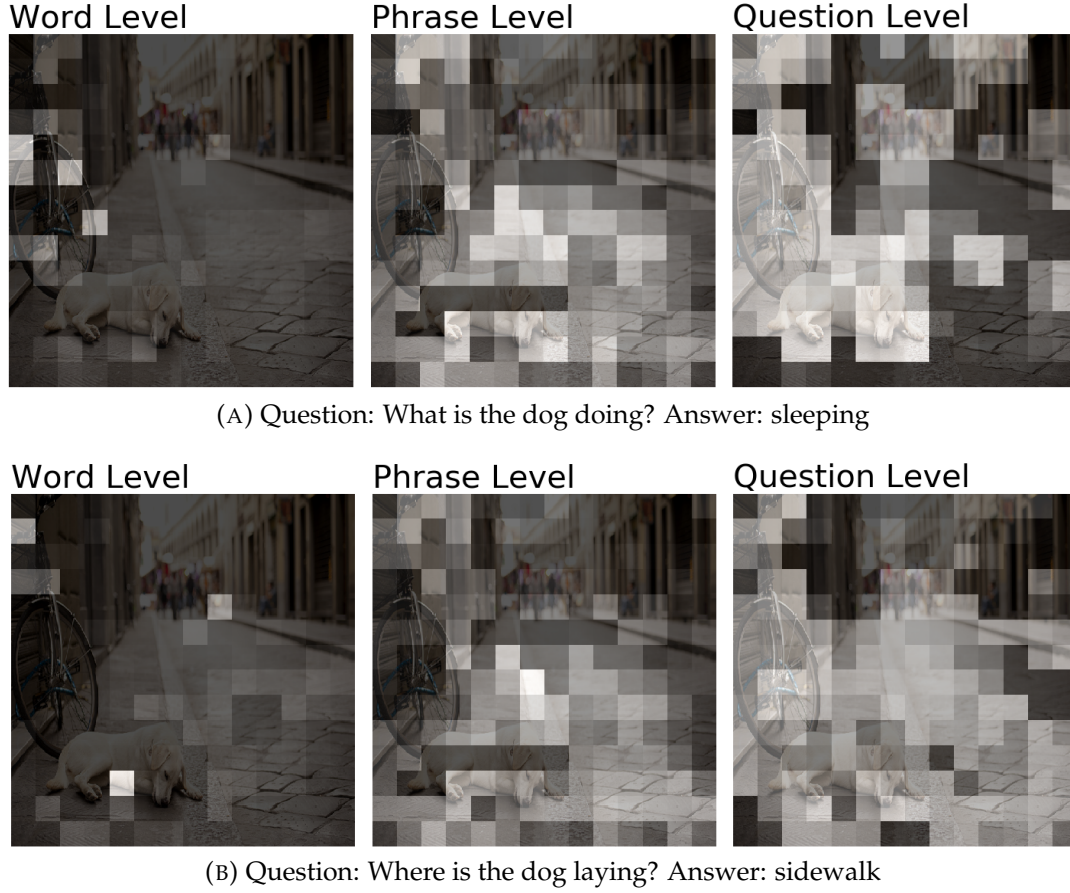 Word Level
Phrase Level
Question Level
(A) Question: What is the dog doing? Answer: sleeping
Word Level
Phrase Level
Question Level
(B) Question: Where is the dog laying? Answer: sidewalk